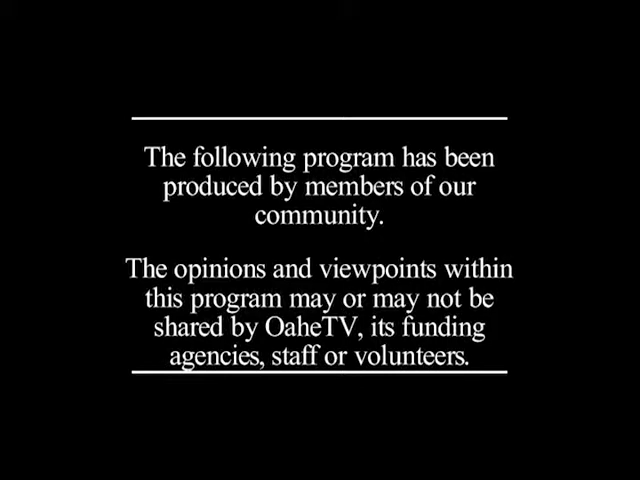 The following program has been
produced by members of our
community.
The opinions and viewpoints within
this program may or may not be
shared by OaheTV, its funding
agencies, staff or volunteers.